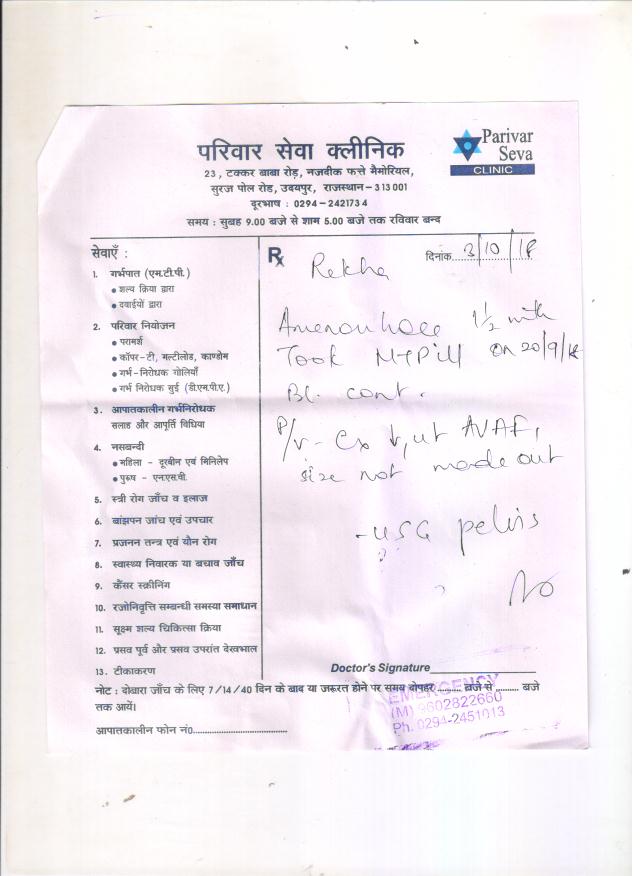 परिवार सेवा क्लीनिक
23, टक्कर बाबा रोड़, नजदीक फत्ते मैमोरियल,
सुरज पोल रोड, उदयपुर, राजस्थान-313001
दूरभाष : 0294-2421734
समय : सुबह 9.00 बजे से शाम 5.00 बजे तक रविवार बन्द
Parivar
Seva
CLINIC
सेवाएँ :
1. गर्भपात (एम.टी.पी.)
● शल्य क्रिया द्वारा
● दवाईयों द्वारा
2. परिवार नियोजन
● परामर्श
● कॉपर-टी, मल्टीलोड, काण्डोम
● गर्भ-निरोधक गोलियाँ
● गर्भ निरोधक सुई (डी.एम.पी.ए.)
3. आपातकालीन गर्भनिरोधक
सलाह और आपूर्ति विधिया
4. नसबन्दी
● महिला - दूरबीन एवं मिनिलेप
● पुरूष - एन.एस.वी.
5. स्त्री रोग जाँच व इलाज
6. बांझपन जांच एवं उपचार
7. प्रजनन तन्त्र एवं यौन रोग
8. स्वास्थ्य निवारक या बचाव जाँच
9. कैंसर स्क्रीनिंग
10. रजोनिवृत्ति सम्बन्धी समस्या समाधान
11. सूक्ष्म शल्य चिकित्सा क्रिया
12. प्रसव पूर्व और प्रसव उपरांत देखभाल
13. टीकाकरण
Rx
दिनांक 3/10/18
Rekha
1½ with
Took MTPill on 20/9/18
Bl. cont.
P/v - Cx ↓, ut AVAF,
size not made out
- USG pelvis
Doctor's Signature
नोट : दोबारा जाँच के लिए 7/14/40 दिन के बाद या जरूरत होने पर समय दोपहर ......... बजे से ......... बजे
तक आयें।
आपातकालीन फोन नं0
EMERGENCY
(M) 9602822660
Ph. 0294-2451013